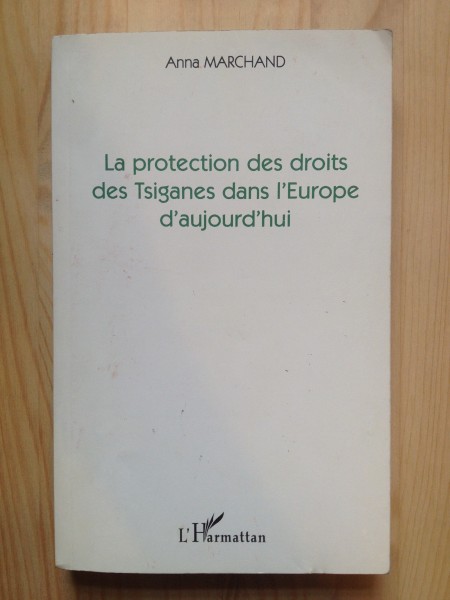 Anna MARCHAND
La protection des droits
des Tsiganes dans l'Europe
d'aujourd'hui
L'Harmattan